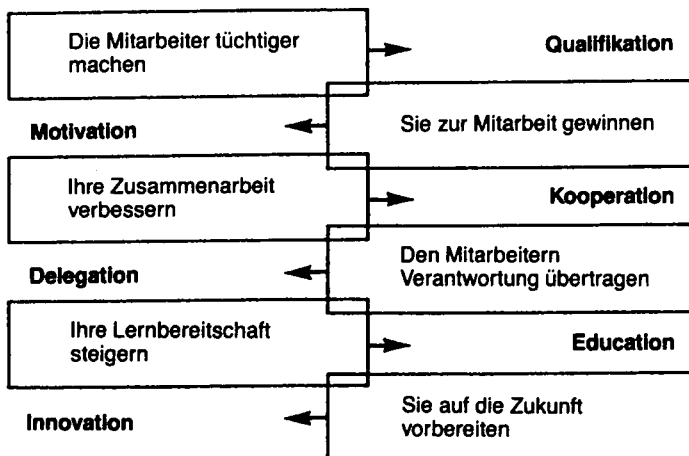 Die Mitarbeiter tüchtiger
machen
Qualifikation
Motivation
Sie zur Mitarbeit gewinnen
Ihre Zusammenarbeit
verbessern
Kooperation
Delegation
Den Mitarbeitern
Verantwortung übertragen
Ihre Lernbereitschaft
steigern
Education
Innovation
Sie auf die Zukunft
vorbereiten